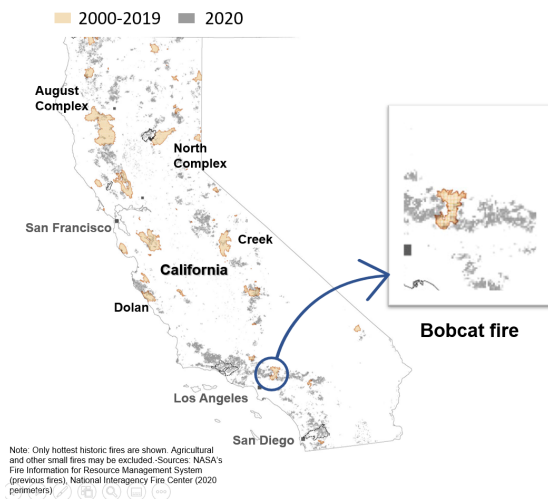 2000-2019
2020
August
Complex
North
Complex
San Francisco
Creek
California
Dolan
Bobcat fire
Los Angeles
San Diego
Note: Only hottest historic fires are shown. Agricultural
and other small fires may be excluded.-Sources: NASA's
Fire Information for Resource Management System
(previous fires), National Interagency Fire Center (2020
perimeters)